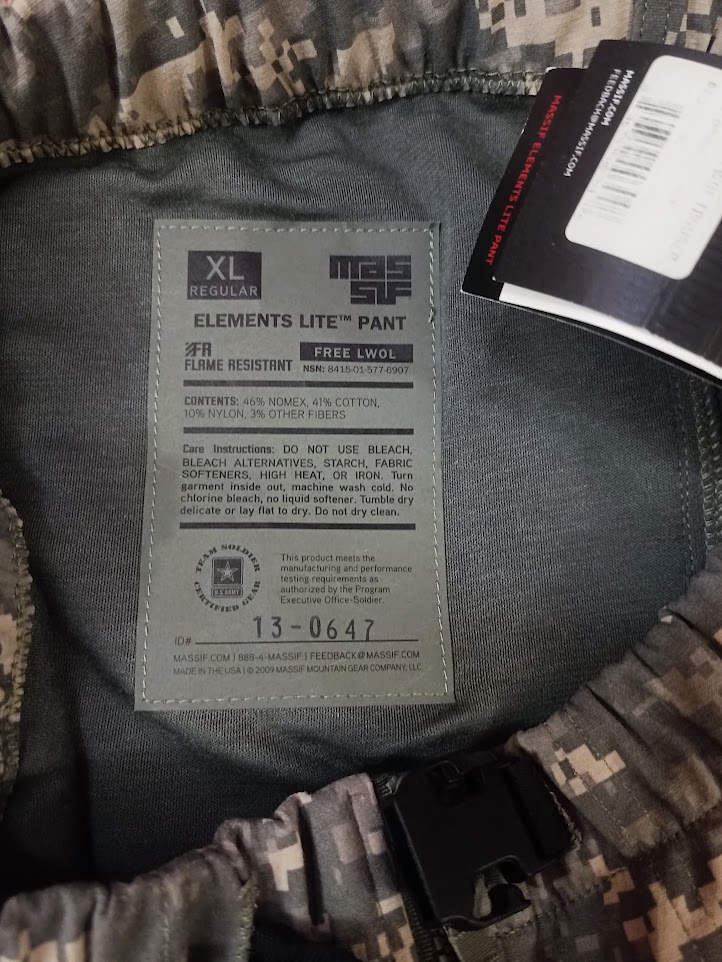 XL
REGULAR
MASSIF
ELEMENTS LITE™ PANT
FR
FLAME RESISTANT
FREE LWOL
NSN: 8415-01-577-6907
CONTENTS: 46% NOMEX, 41% COTTON,
10% NYLON, 3% OTHER FIBERS
Care Instructions: DO NOT USE BLEACH,
BLEACH ALTERNATIVES, STARCH, FABRIC
SOFTENERS, HIGH HEAT, OR IRON. Turn
garment inside out, machine wash cold. No
chlorine bleach, no liquid softener. Tumble dry
delicate or lay flat to dry. Do not dry clean.
TEAM SOLDIER
U.S. ARMY
CERTIFIED GEAR
This product meets the
manufacturing and performance
testing requirements as
authorized by the Program
Executive Office-Soldier.
ID# 13-0647
MASSIF.COM | 888-4-MASSIF | FEEDBACK@MASSIF.COM
MADE IN THE USA | © 2009 MASSIF MOUNTAIN GEAR COMPANY, LLC
MASSIF ELEMENTS LITE PANT
MASSIF.COM
FEEDBACK@MASSIF.COM